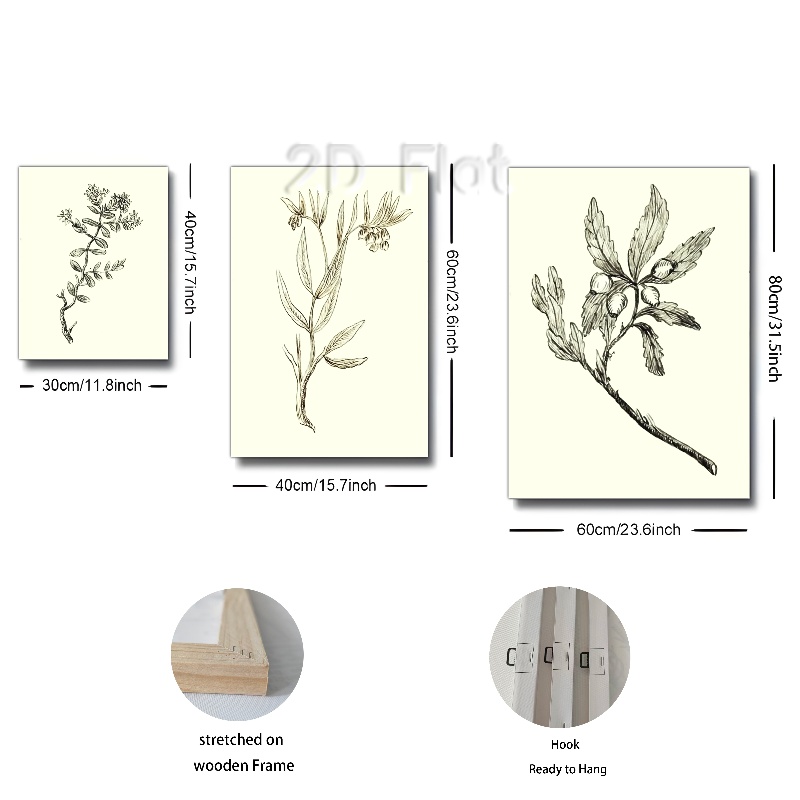 2D Flat
40cm/15.7inch
30cm/11.8inch
60cm/23.6inch
40cm/15.7inch
80cm/31.5inch
60cm/23.6inch
stretched on
wooden Frame
Hook
Ready to Hang